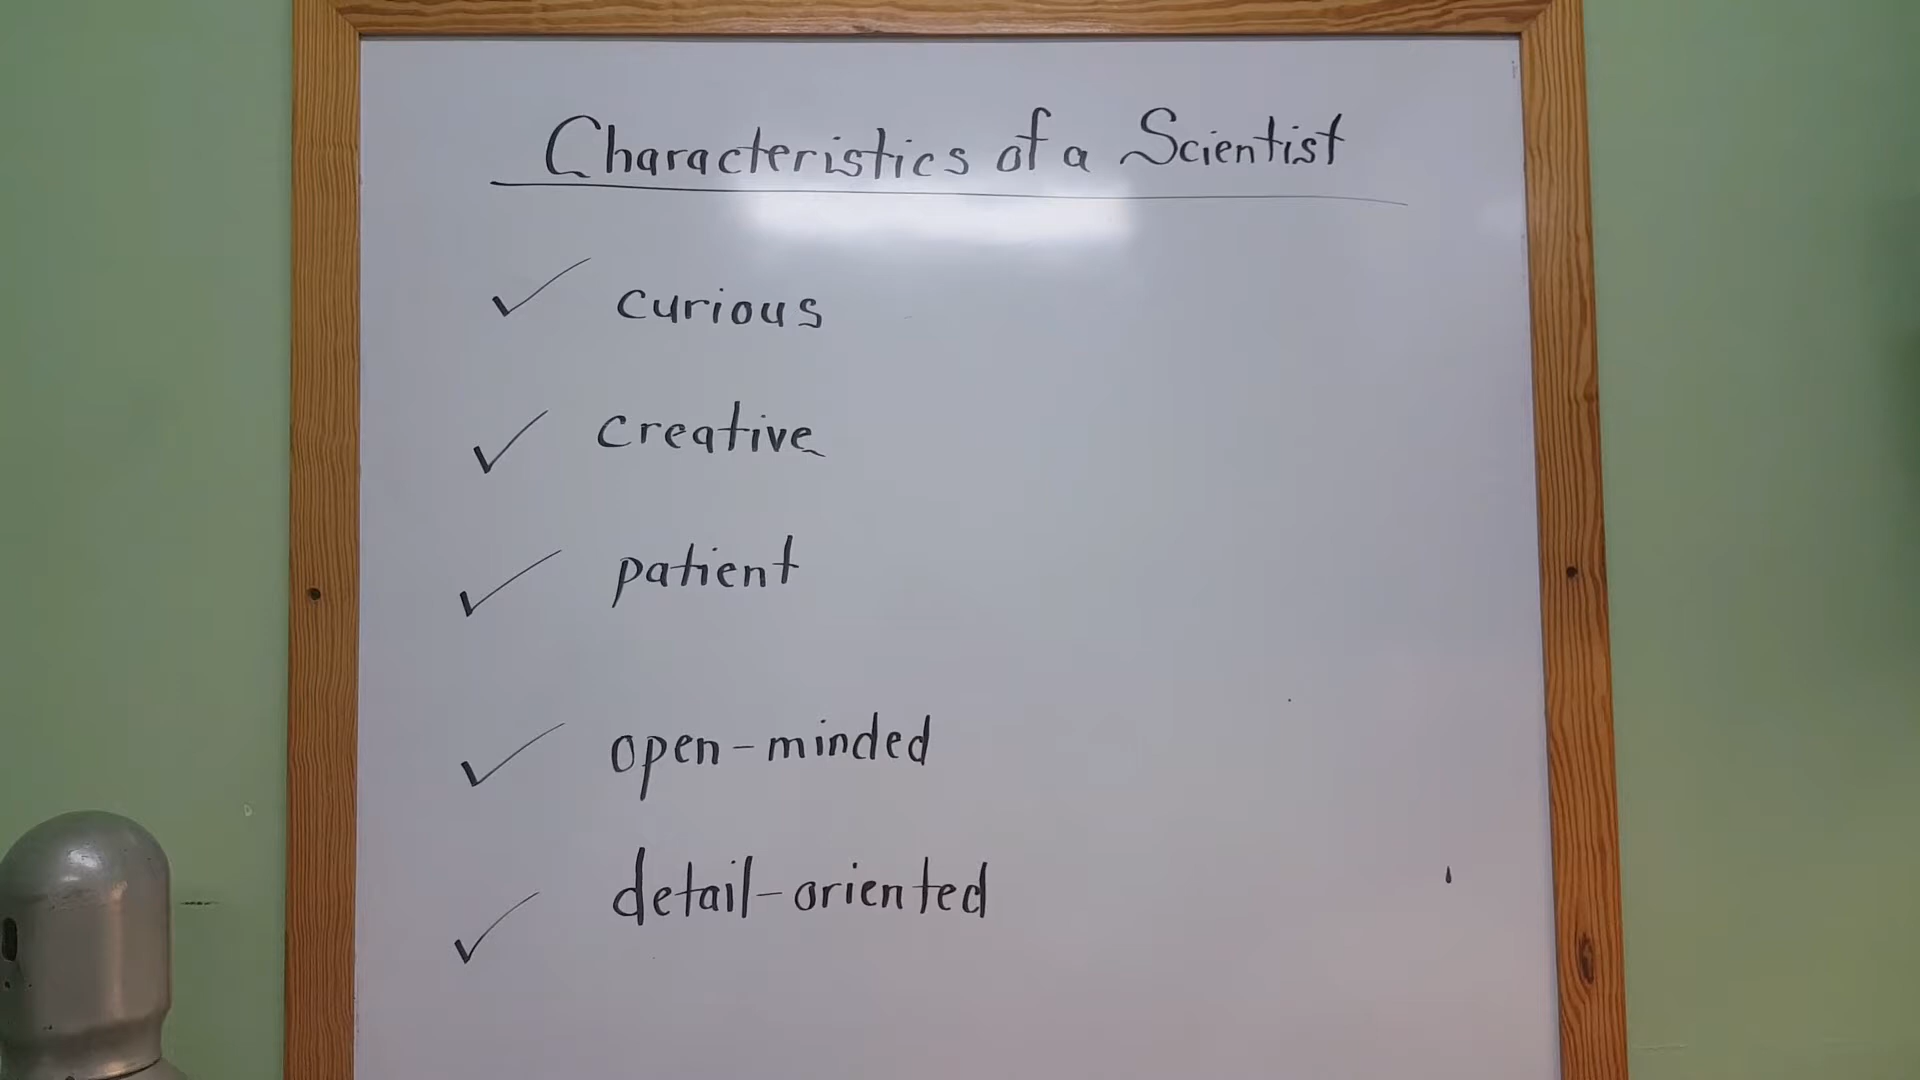 Characteristics of a Scientist
✓ curious
✓ creative
✓ patient
✓ open-minded
✓ detail-oriented